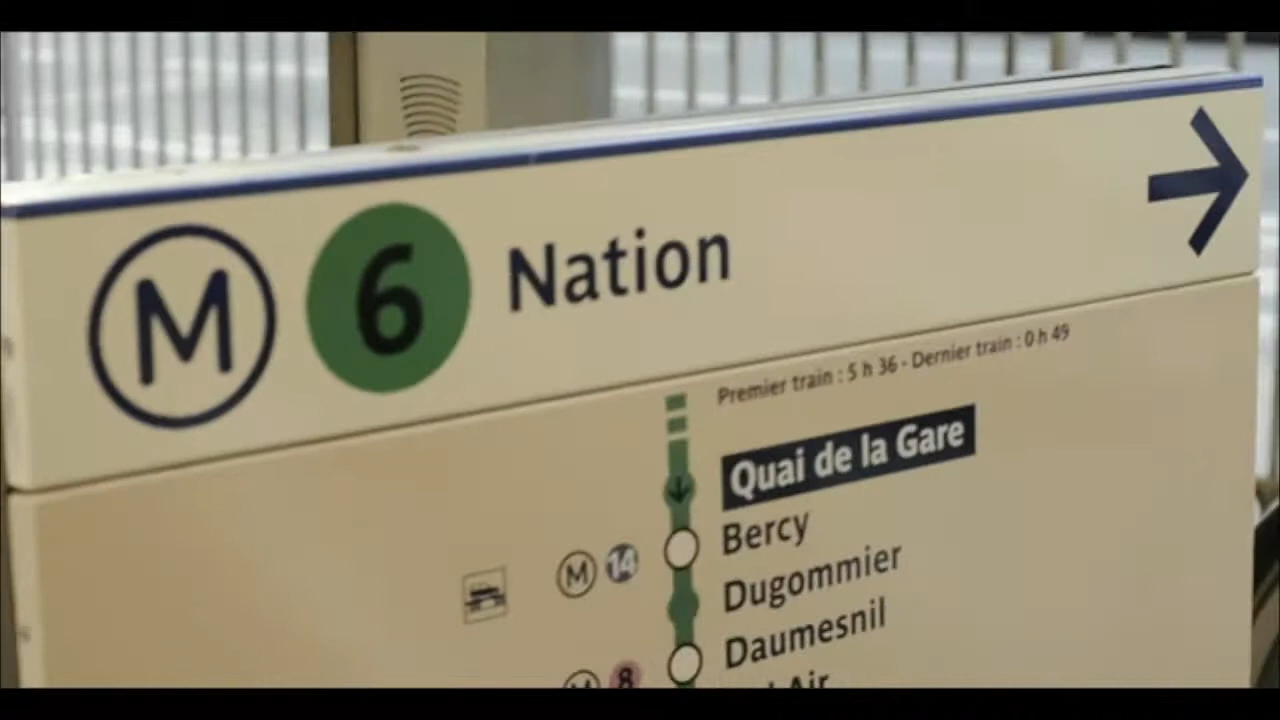 M 6 Nation
Premier train : 5 h 36 - Dernier train : 0 h 49
Quai de la Gare
M 14 Bercy
Dugommier
M 8 Daumesnil
Air